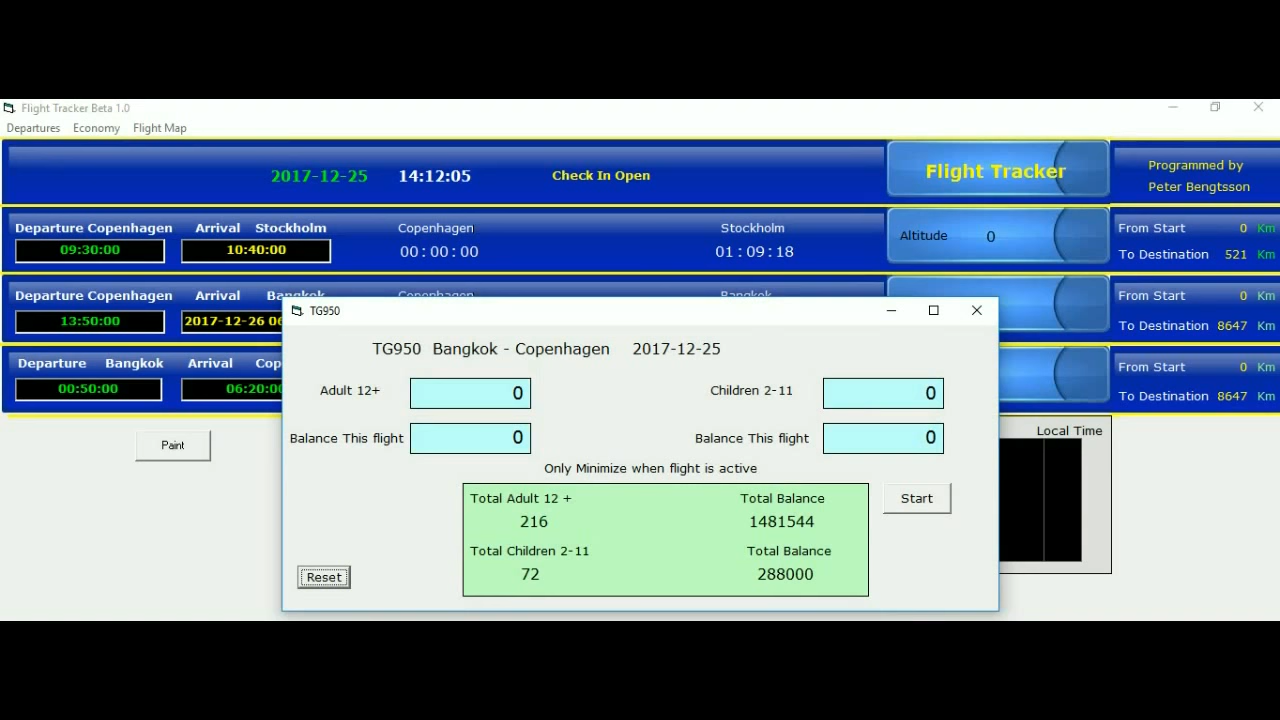 Flight Tracker Beta 1.0
Departures Economy Flight Map
2017-12-25 14:12:05 Check In Open Flight Tracker Programmed by
Peter Bengtsson
Departure Copenhagen Arrival Stockholm Copenhagen Stockholm From Start 0 Km
09:30:00 10:40:00 00:00:00 01:09:18 Altitude 0 To Destination 521 Km
Departure Copenhagen Arrival Bangkok Copenhagen Bangkok From Start 0 Km
13:50:00 2017-12-26 To Destination 8647 Km
Departure Bangkok Arrival From Start 0 Km
00:50:00 06:20:00 To Destination 8647 Km
Paint
Local Time
TG950
TG950 Bangkok - Copenhagen 2017-12-25
Adult 12+ 0 Children 2-11 0
Balance This flight 0 Balance This flight 0
Only Minimize when flight is active
Total Adult 12 + Total Balance
216 1481544
Total Children 2-11 Total Balance
72 288000
Start
Reset